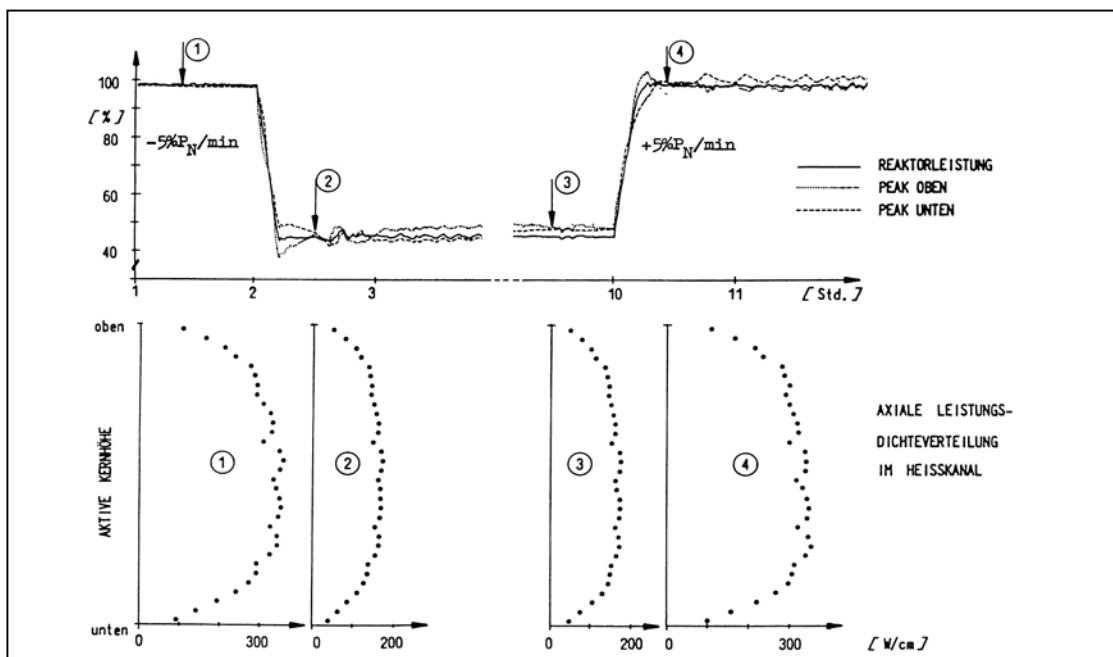 ① ④
100
[%]
80
-5%P_N/min +5%P_N/min
REAKTORLEISTUNG
② ③
60
PEAK OBEN
PEAK UNTEN
40
1 2 3 10 11 [Std.]
oben
AKTIVE KERNHÖHE
AXIALE LEISTUNGS-
DICHTEVERTEILUNG
① ② ③ ④
IM HEISSKANAL
unten
0 300 0 200 0 200 0 300 [W/cm]